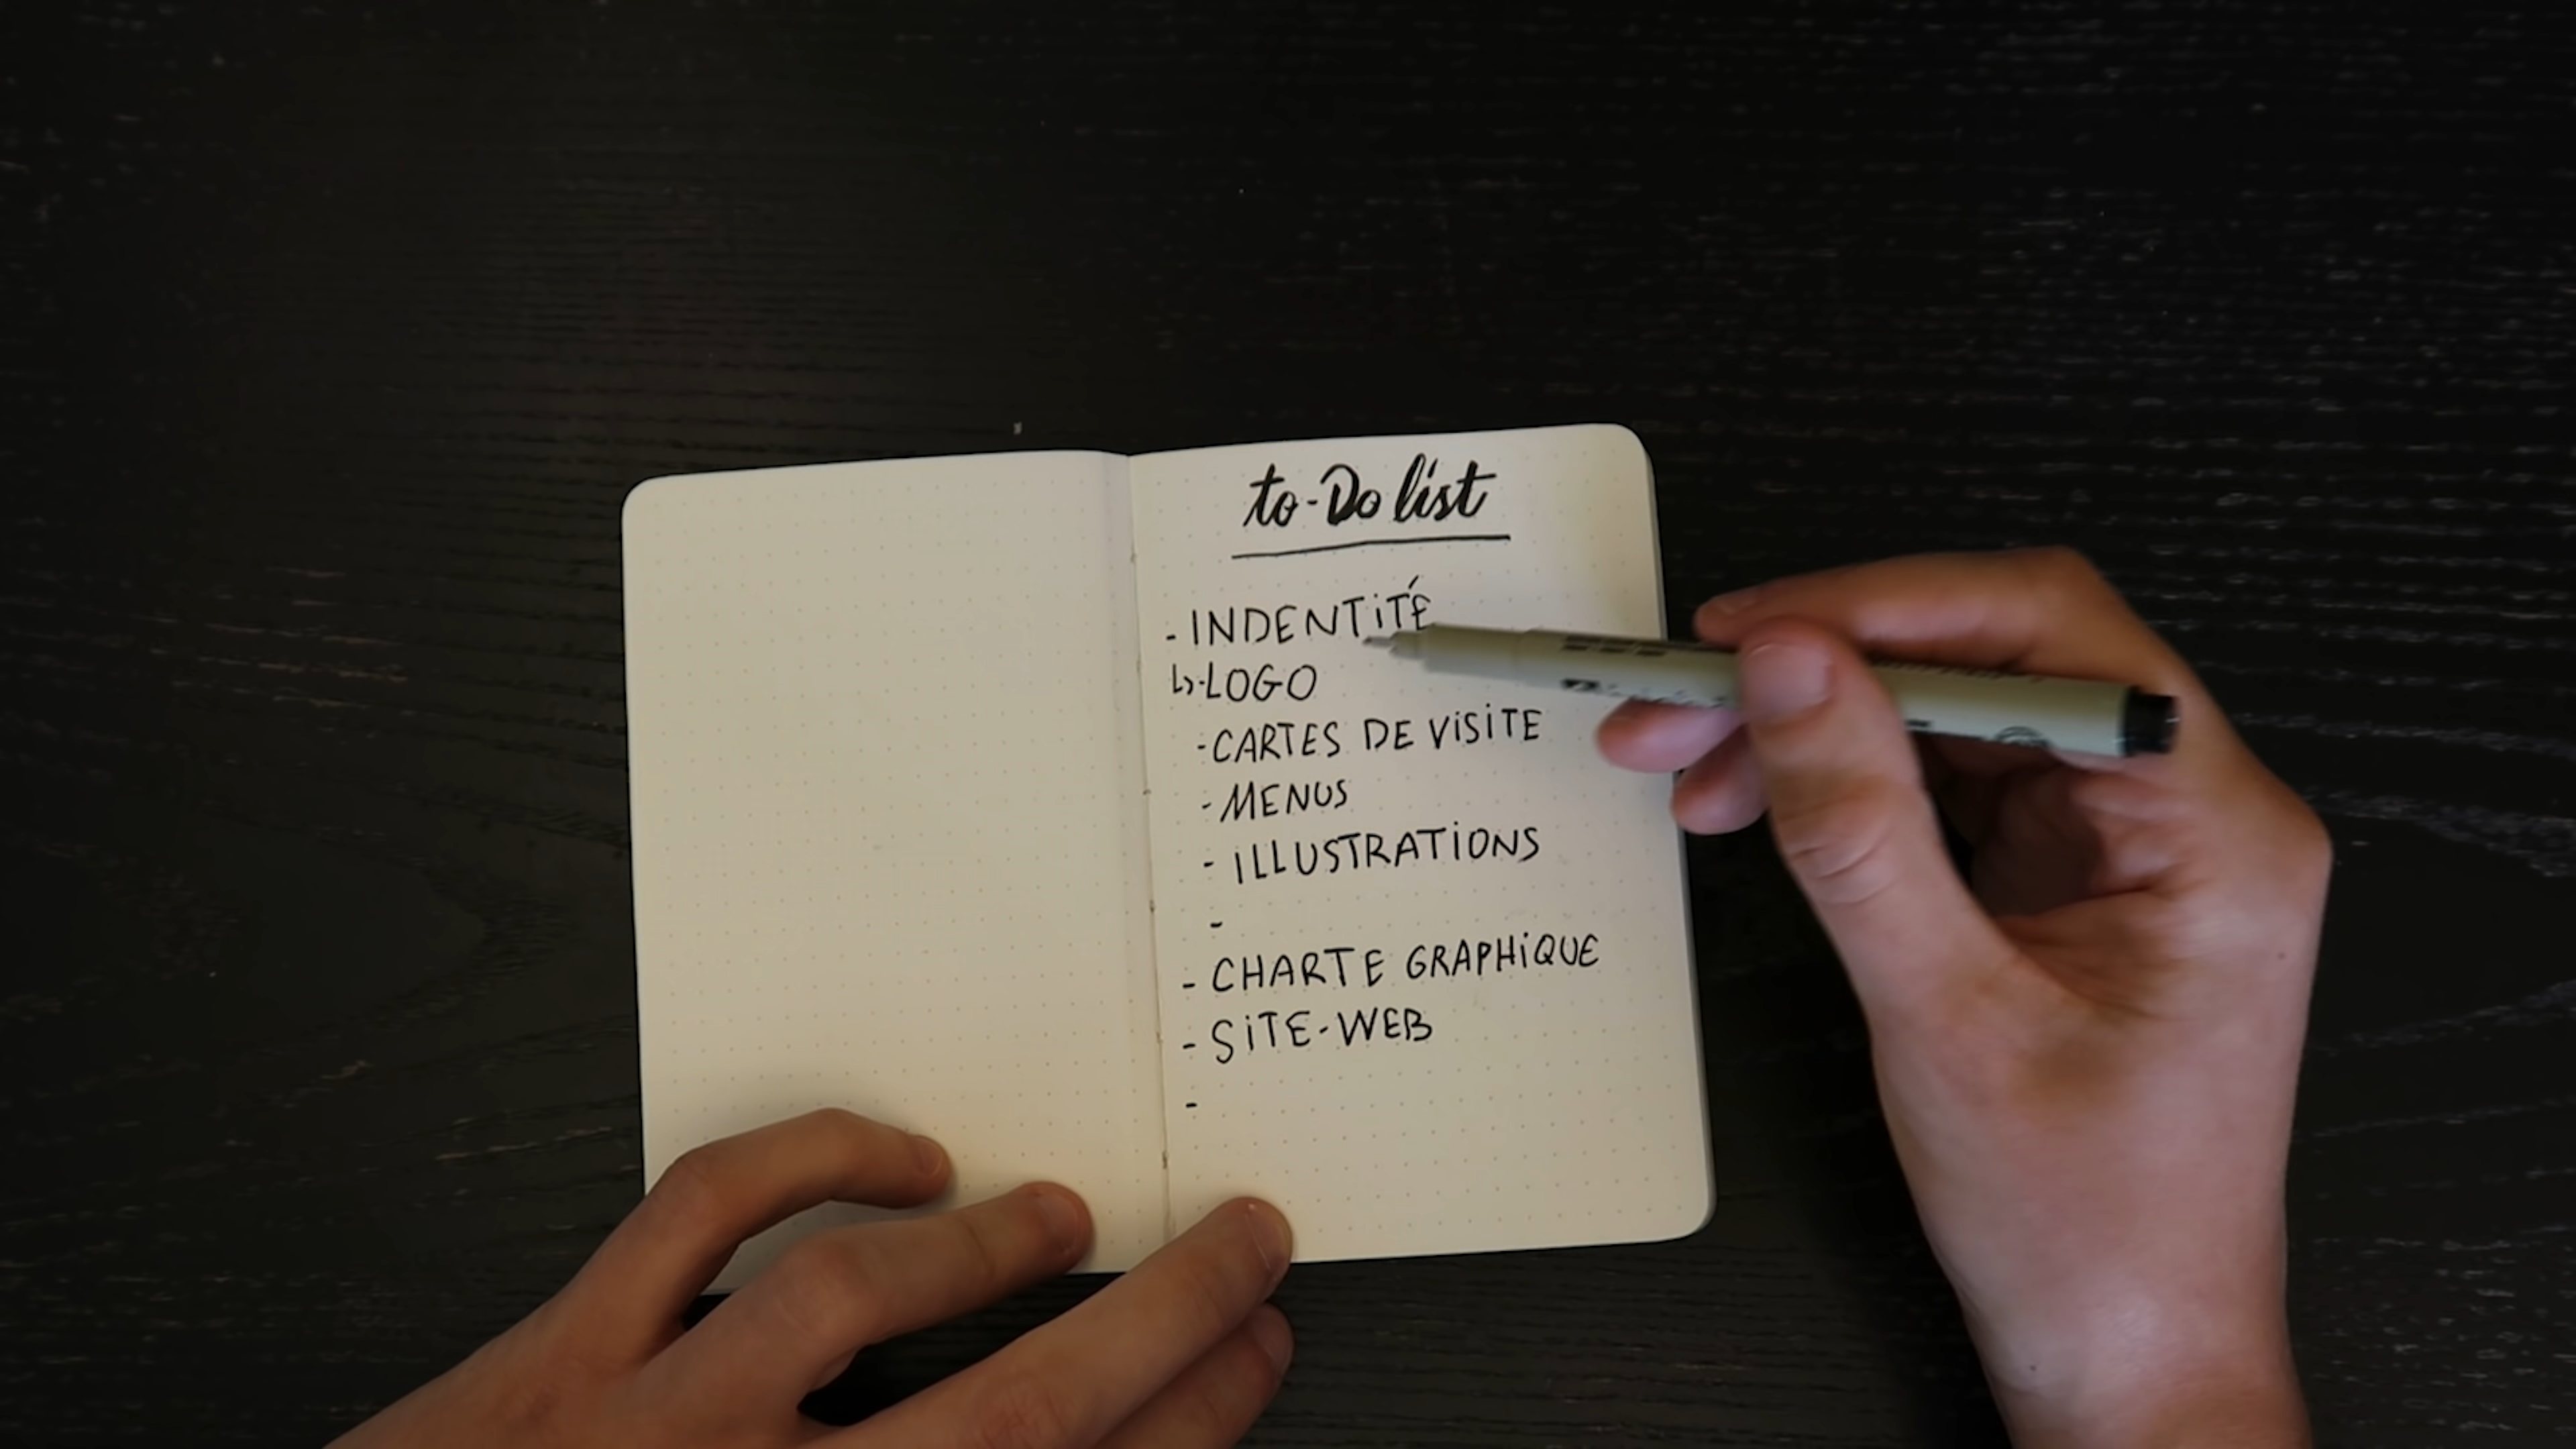 to-Do list
- INDENTITÉ
↳-LOGO
-CARTES DE VISITE
-MENUS
- ILLUSTRATIONS
-
- CHARTE GRAPHIQUE
- SITE-WEB
-